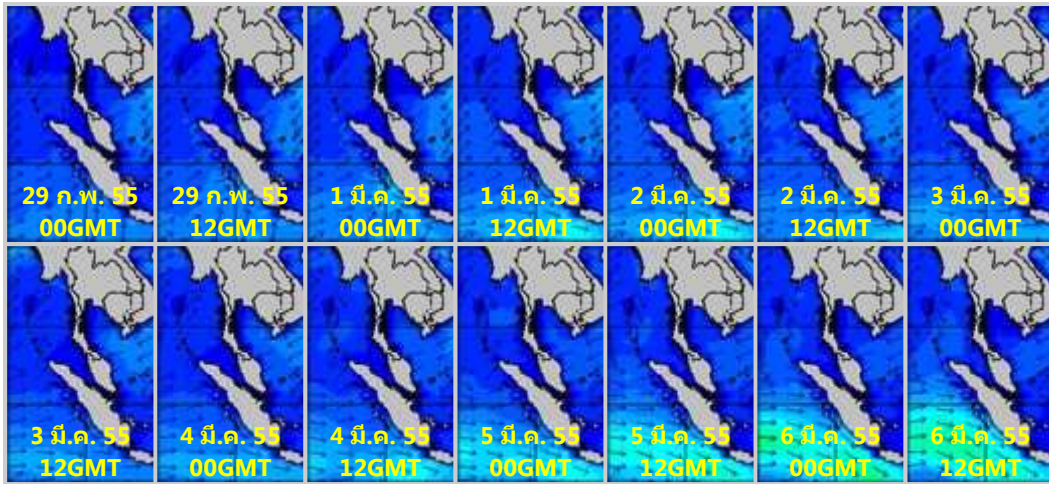 29 ก.พ. 55
00GMT
29 ก.พ. 55
12GMT
1 มี.ค. 55
00GMT
1 มี.ค. 55
12GMT
2 มี.ค. 55
00GMT
2 มี.ค. 55
12GMT
3 มี.ค. 55
00GMT
3 มี.ค. 55
12GMT
4 มี.ค. 55
00GMT
4 มี.ค. 55
12GMT
5 มี.ค. 55
00GMT
5 มี.ค. 55
12GMT
6 มี.ค. 55
00GMT
6 มี.ค. 55
12GMT